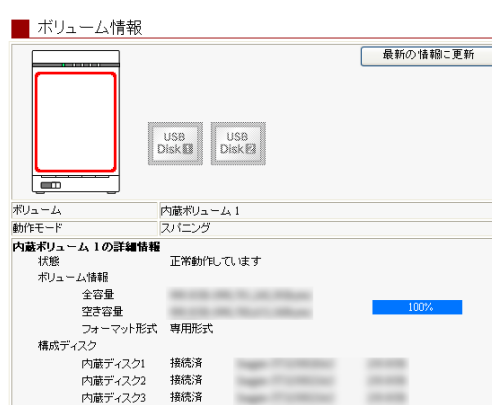 ボリューム情報
最新の情報に更新
USB Disk1
USB Disk2
ボリューム 内蔵ボリューム 1
動作モード スパニング
内蔵ボリューム 1の詳細情報
状態 正常動作しています
ボリューム情報
全容量
空き容量 100%
フォーマット形式 専用形式
構成ディスク
内蔵ディスク1 接続済
内蔵ディスク2 接続済
内蔵ディスク3 接続済